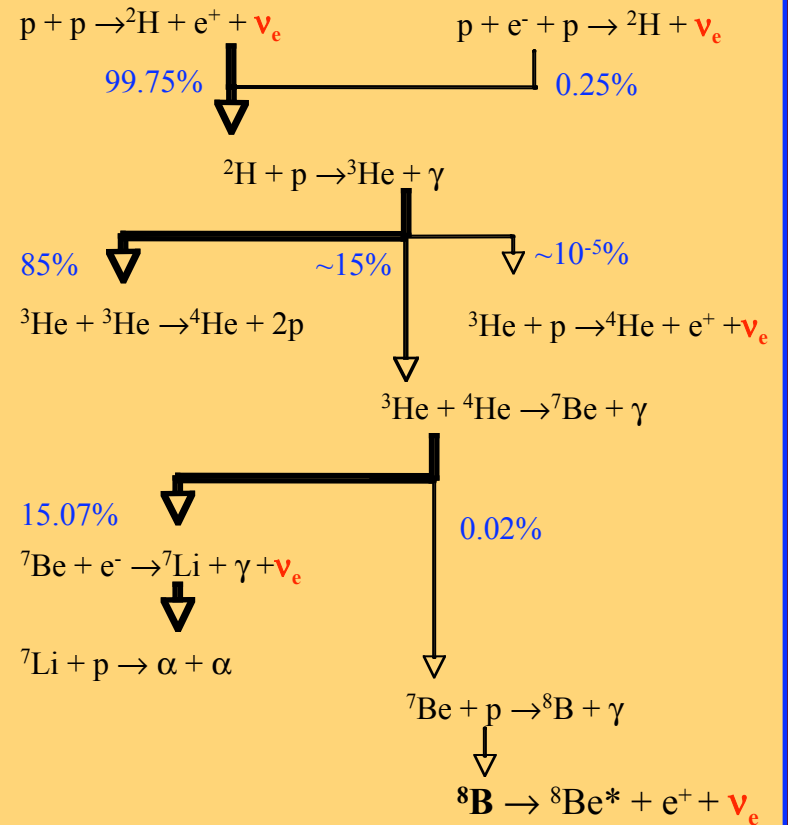 p + p →²H + e⁺ + νₑ p + e⁻ + p → ²H + νₑ
99.75% 0.25%
²H + p →³He + γ
85% ~15% ~10⁻⁵%
³He + ³He →⁴He + 2p ³He + p →⁴He + e⁺ +νₑ
³He + ⁴He →⁷Be + γ
15.07% 0.02%
⁷Be + e⁻ →⁷Li + γ +νₑ
⁷Li + p → α + α
⁷Be + p →⁸B + γ
⁸B → ⁸Be* + e⁺ + νₑ